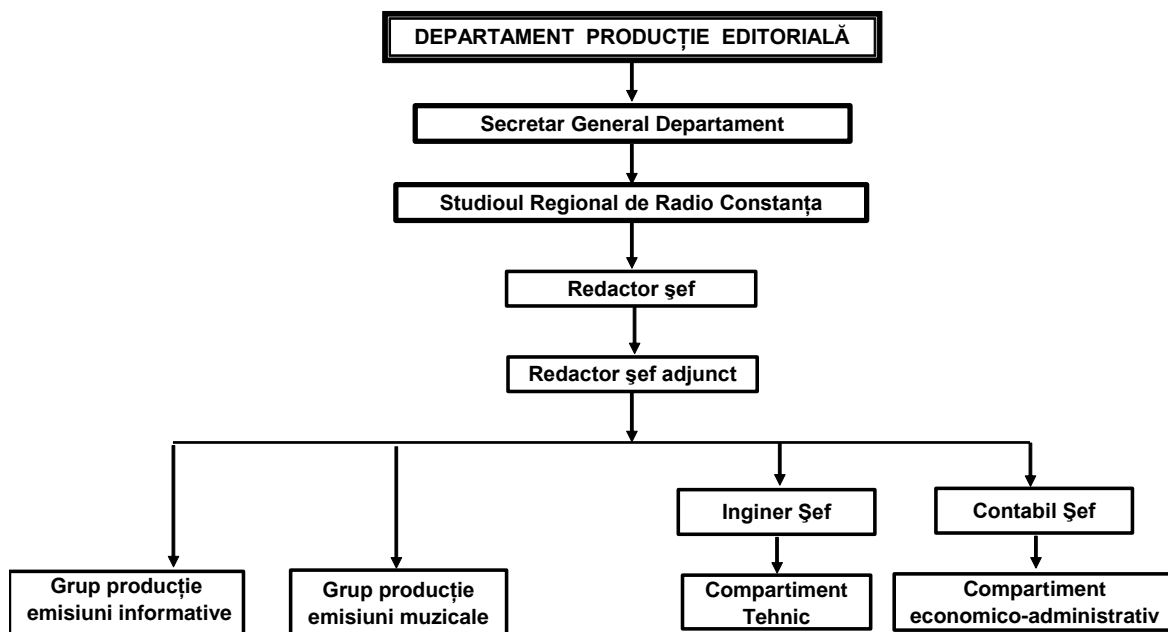 DEPARTAMENT PRODUCȚIE EDITORIALĂ
Secretar General Departament
Studioul Regional de Radio Constanța
Redactor şef
Redactor şef adjunct
Inginer Şef
Contabil Şef
Grup producție
emisiuni informative
Grup producție
emisiuni muzicale
Compartiment
Tehnic
Compartiment
economico-administrativ